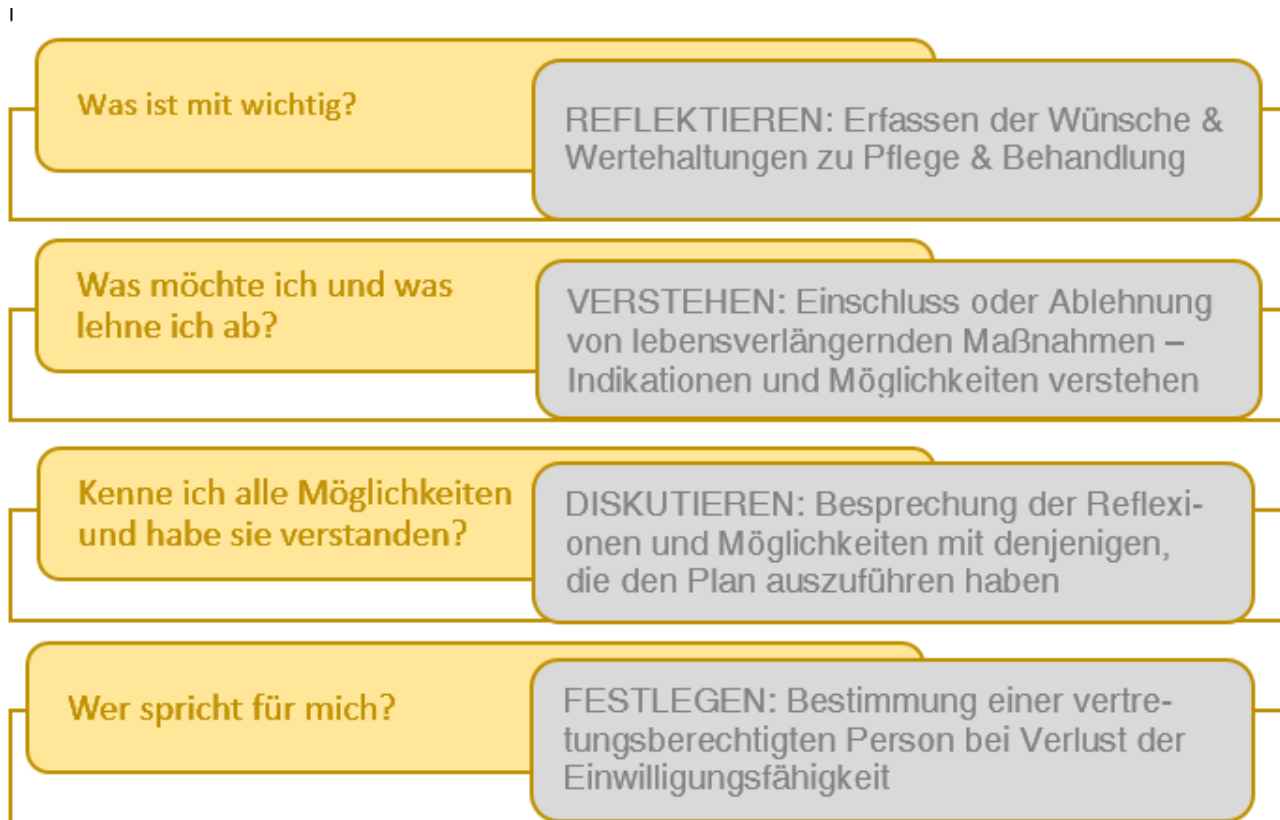 I
Was ist mit wichtig?
REFLEKTIEREN: Erfassen der Wünsche &
Wertehaltungen zu Pflege & Behandlung
Was möchte ich und was
lehne ich ab?
VERSTEHEN: Einschluss oder Ablehnung
von lebensverlängernden Maßnahmen –
Indikationen und Möglichkeiten verstehen
Kenne ich alle Möglichkeiten
und habe sie verstanden?
DISKUTIEREN: Besprechung der Reflexi-
onen und Möglichkeiten mit denjenigen,
die den Plan auszuführen haben
Wer spricht für mich?
FESTLEGEN: Bestimmung einer vertre-
tungsberechtigten Person bei Verlust der
Einwilligungsfähigkeit